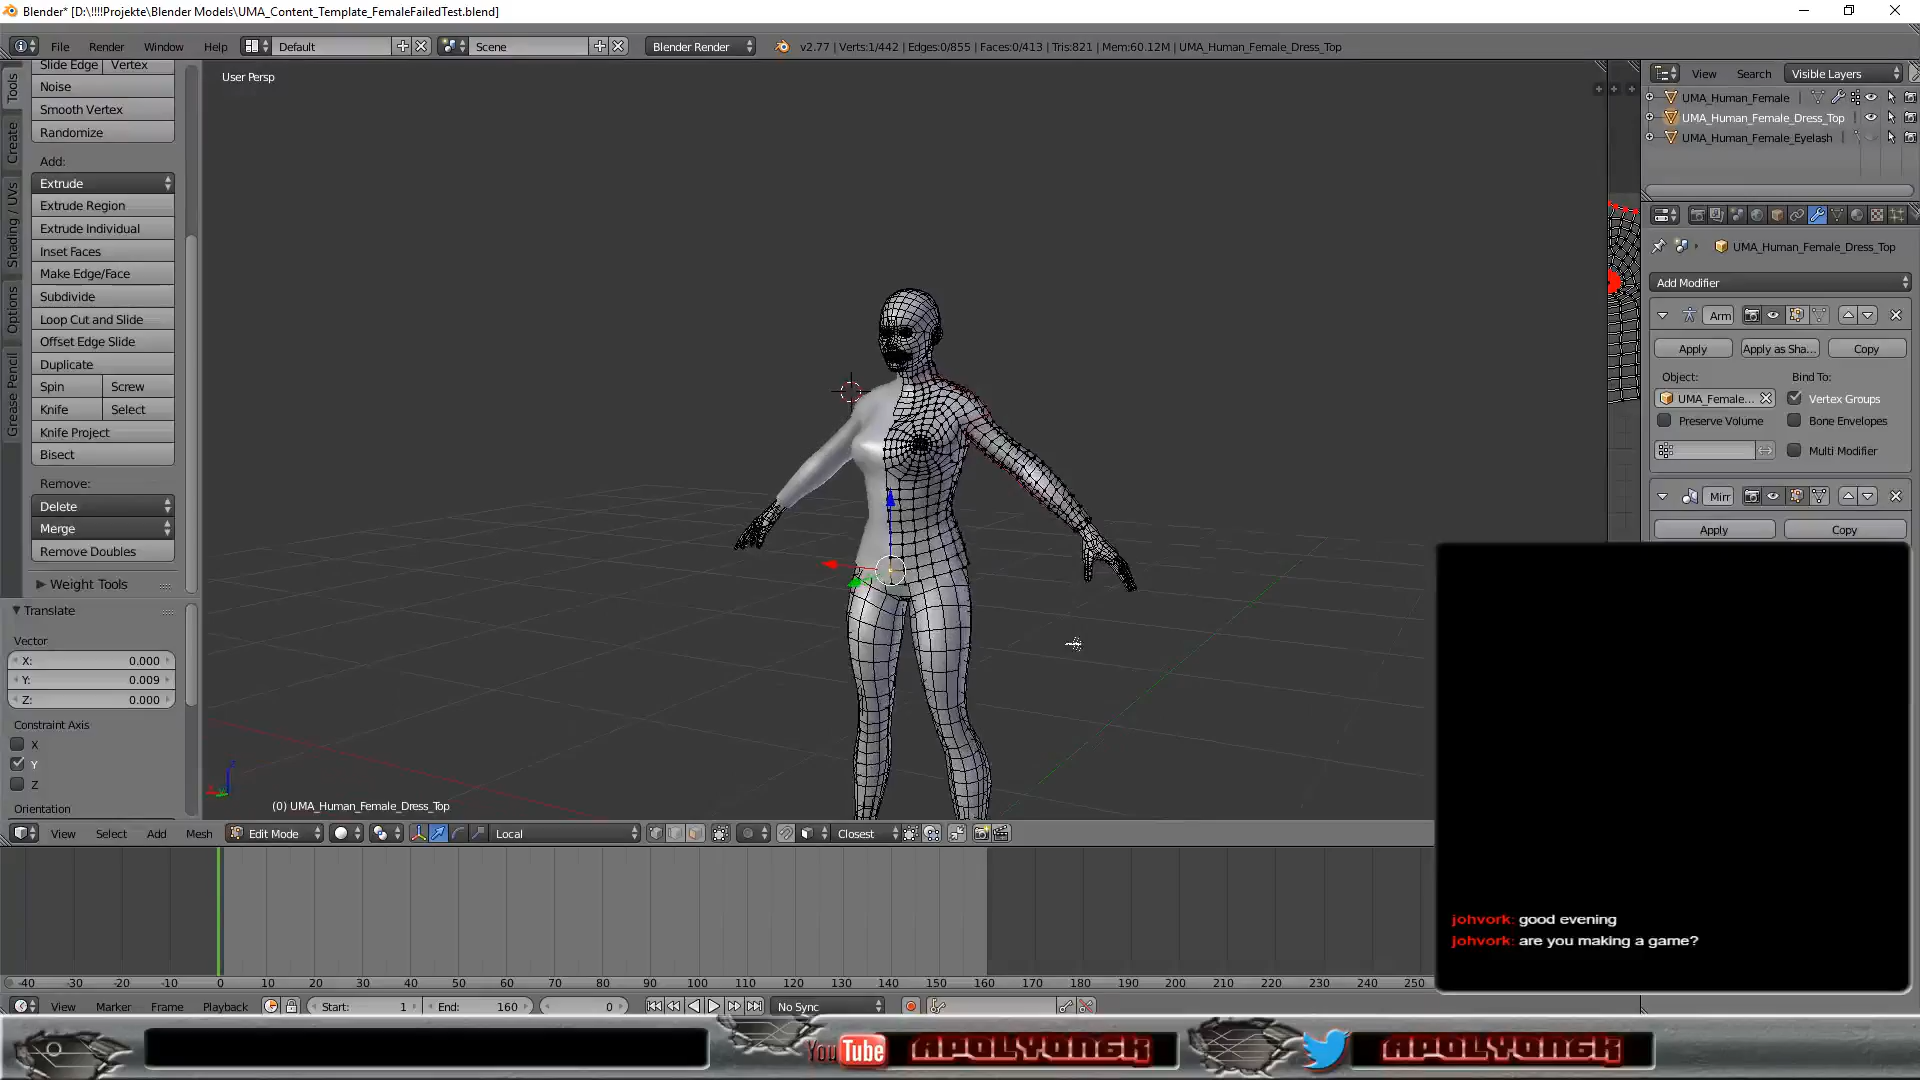 Blender* [D:\!!!!Projekte\Blender Models\UMA_Content_Template_FemaleFailedTest.blend]
File Render Window Help Default Scene Blender Render v2.77 | Verts:1/442 | Edges:0/855 | Faces:0/413 | Tris:821 | Mem:60.12M | UMA_Human_Female_Dress_Top
Tools
Create
Shading / UVs
Options
Grease Pencil
Slide Edge Vertex
Noise
Smooth Vertex
Randomize
Add:
Extrude
Extrude Region
Extrude Individual
Inset Faces
Make Edge/Face
Subdivide
Loop Cut and Slide
Offset Edge Slide
Duplicate
Spin Screw
Knife Select
Knife Project
Bisect
Remove:
Delete
Merge
Remove Doubles
Weight Tools
Translate
Vector
X: 0.000
Y: 0.009
Z: 0.000
Constraint Axis
X
Y
Z
Orientation
User Persp
(0) UMA_Human_Female_Dress_Top
View Search Visible Layers
UMA_Human_Female
UMA_Human_Female_Dress_Top
UMA_Human_Female_Eyelash
UMA_Human_Female_Dress_Top
Add Modifier
Arm
Apply Apply as Sha... Copy
Object: Bind To:
UMA_Female... Vertex Groups
Preserve Volume Bone Envelopes
Multi Modifier
Mirr
Apply Copy
View Select Add Mesh Edit Mode Local Closest
johvork: good evening
johvork: are you making a game?
-40 -30 -20 -10 0 10 20 30 40 50 60 70 80 90 100 110 120 130 140 150 160 170 180 190 200 210 220 230 240 250
View Marker Frame Playback Start: 1 End: 160 0 No Sync
YouTube APOLYONGK APOLYONGK